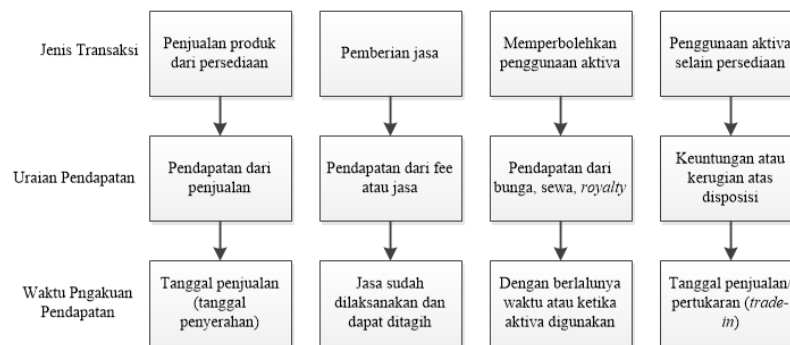 Jenis Transaksi
Penjualan produk
dari persediaan
Pemberian jasa
Memperbolehkan
penggunaan aktiva
Penggunaan aktiva
selain persediaan
Uraian Pendapatan
Pendapatan dari
penjualan
Pendapatan dari fee
atau jasa
Pendapatan dari
bunga, sewa, royalty
Keuntungan atau
kerugian atas
disposisi
Waktu Pngakuan
Pendapatan
Tanggal penjualan
(tanggal
penyerahan)
Jasa sudah
dilaksanakan dan
dapat ditagih
Dengan berlalunya
waktu atau ketika
aktiva digunakan
Tanggal penjualan/
pertukaran (trade-
in)